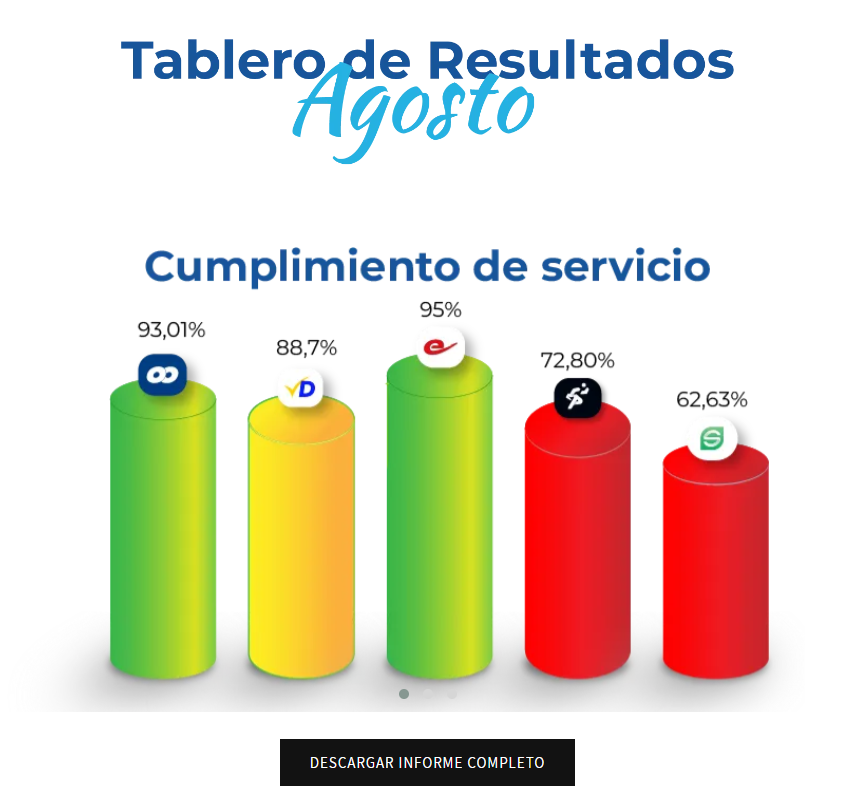 Tablero de Resultados
Agosto
Cumplimiento de servicio
95%
93,01%
88,7%
72,80%
62,63%
DESCARGAR INFORME COMPLETO